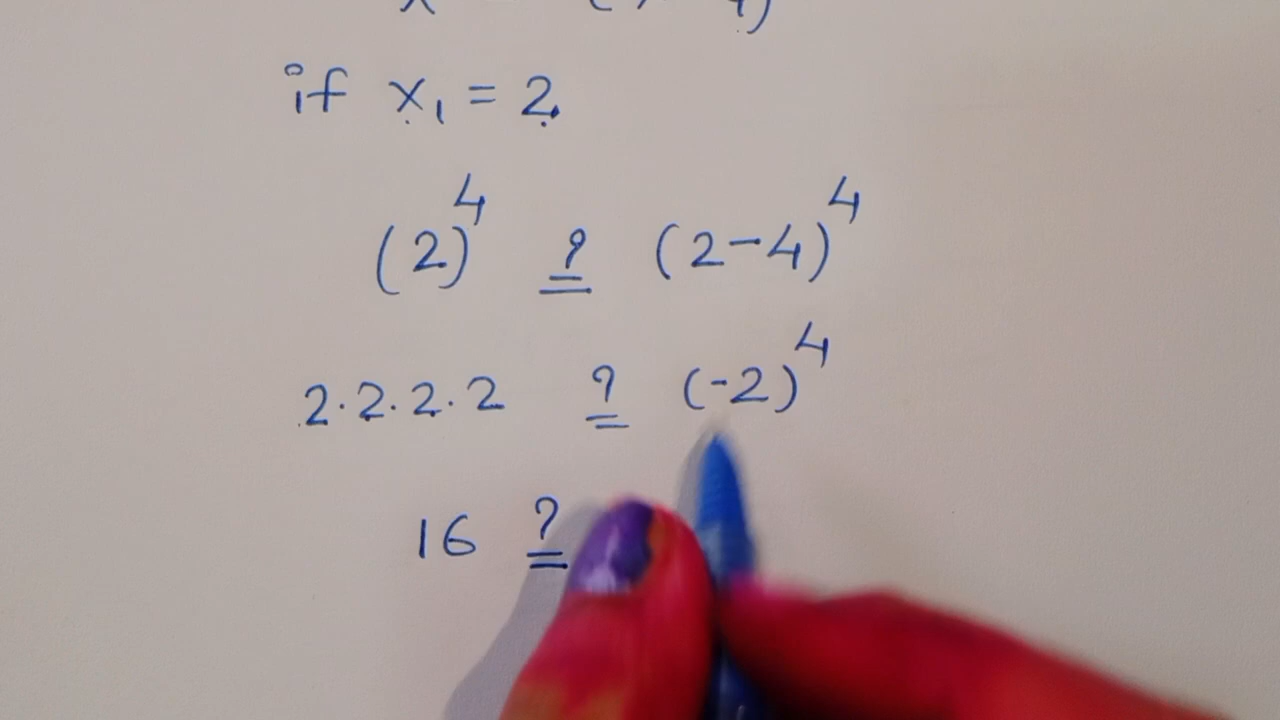 if x₁ = 2
(2)⁴ ≟ (2-4)⁴
2.2.2.2 ≟ (-2)⁴
16 ≟